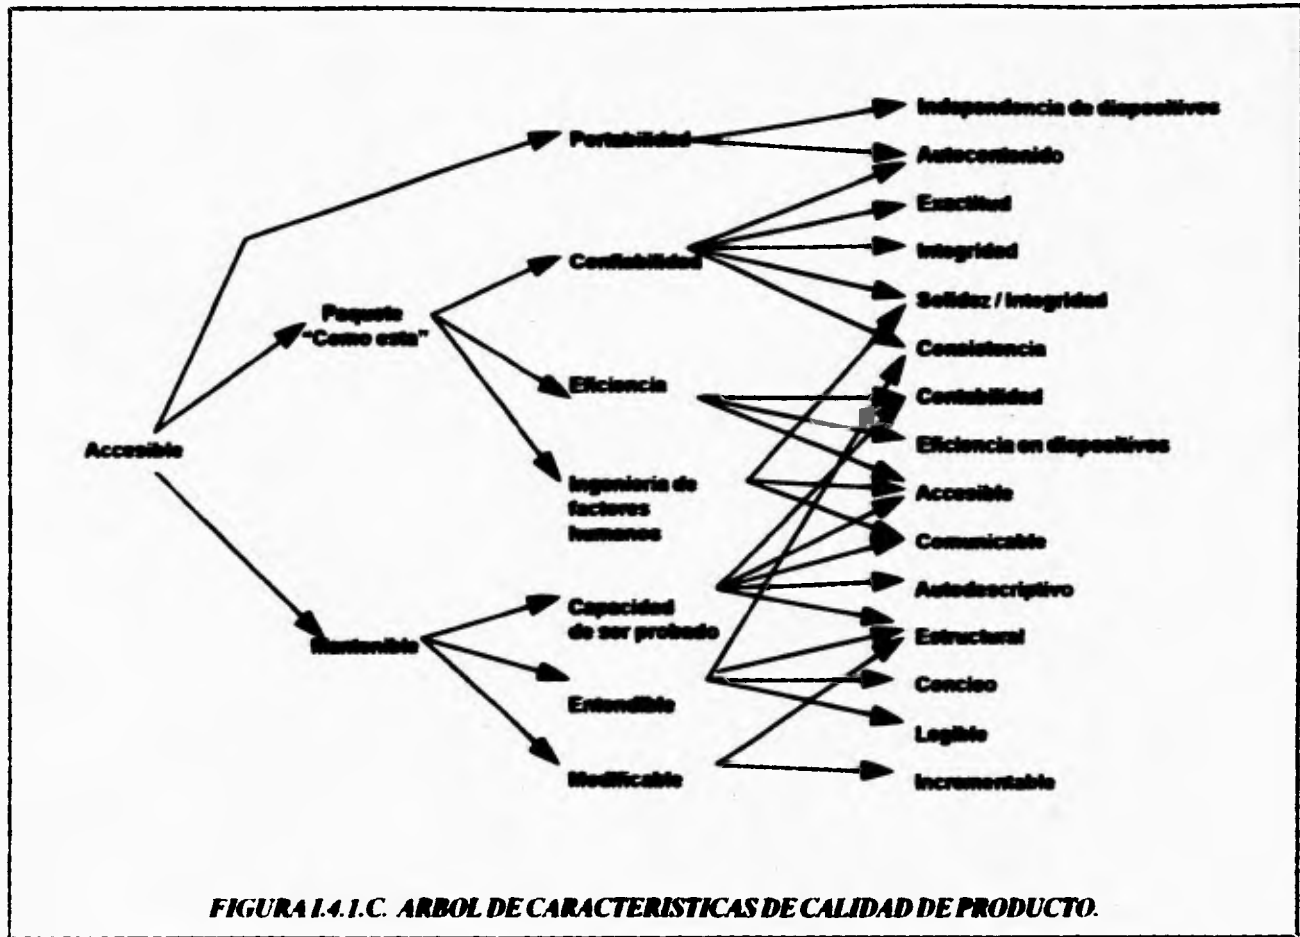 Independencia de dispositivos
Portabilidad
Autocontenido
Exactitud
Integridad
Confiabilidad
Solidez / Integridad
Paquete
"Como esta"
Consistencia
Eficiencia
Contabilidad
Eficiencia en dispositivos
Accesible
Ingenioria de
factores
humanos
Accesible
Comunicable
Autodescriptivo
Capacidad
de ser probado
Estructural
Mantenible
Conciso
Entendible
Legible
Modificable
Incrementable
FIGURA I.4.1.C. ARBOL DE CARACTERISTICAS DE CALIDAD DE PRODUCTO.